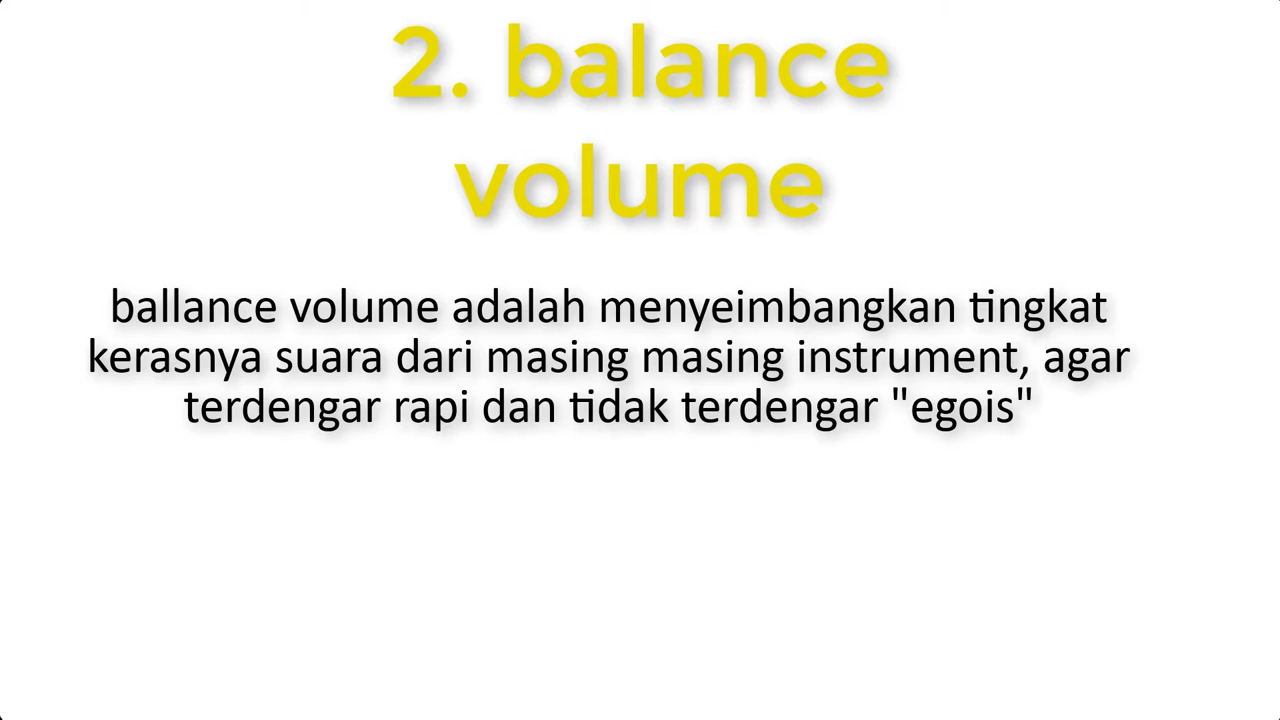 2. balance
volume
ballance volume adalah menyeimbangkan tingkat
kerasnya suara dari masing masing instrument, agar
terdengar rapi dan tidak terdengar "egois"